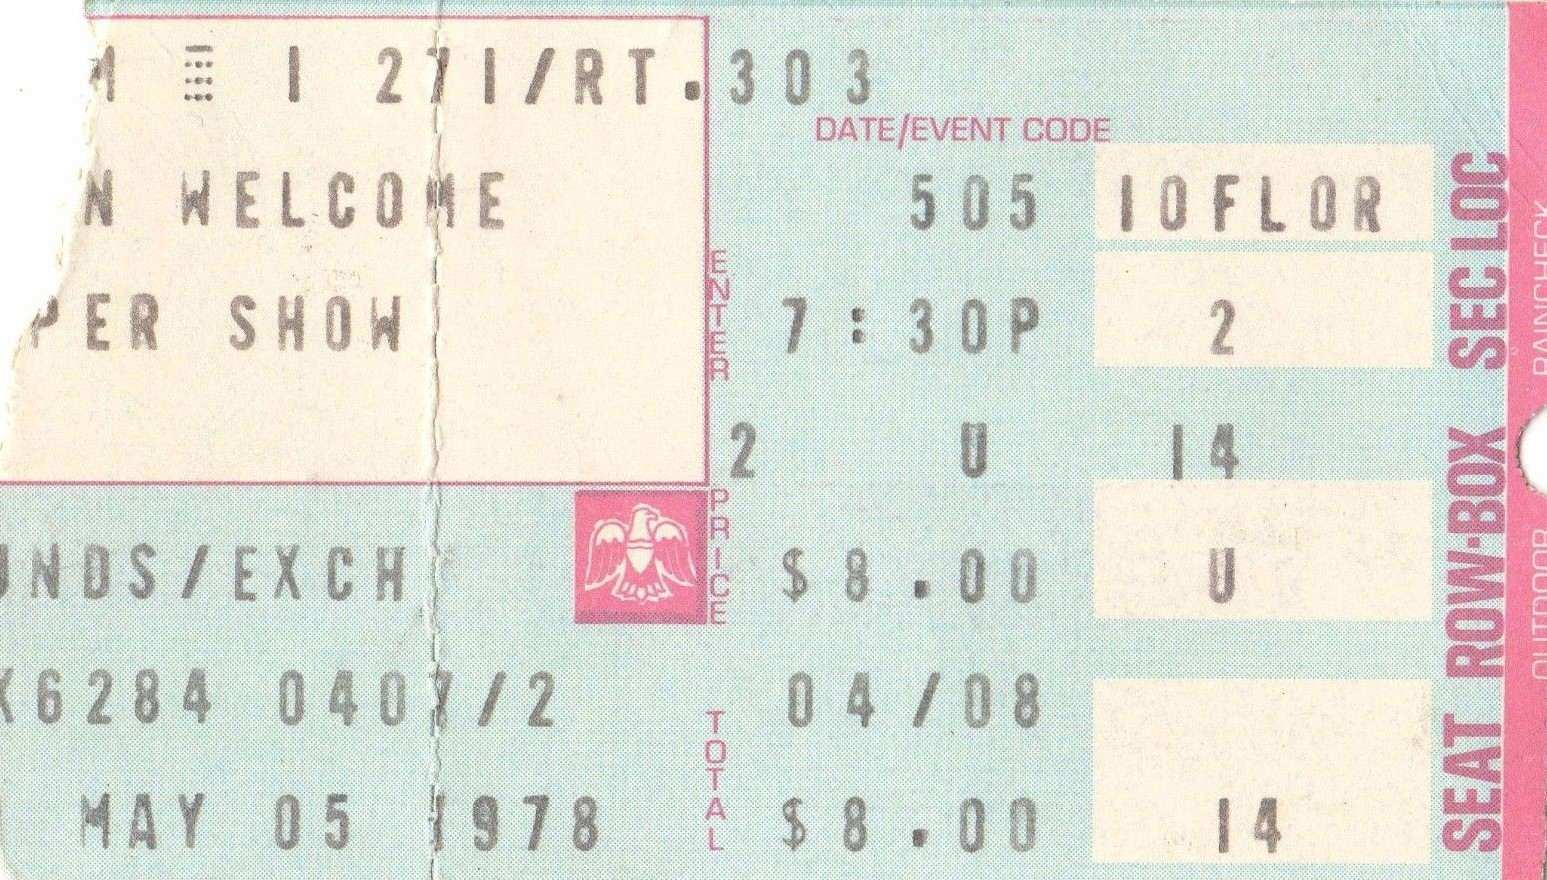 M I 271/RT.303
DATE/EVENT CODE
N WELCOME 505 IOFLOR
PER SHOW ENTER 7:30P 2
2 U 14
UNDS/EXCH PRICE $8.00 U
X6284 0407/2 04/08
MAY 05 1978 TOTAL $8.00 14
SEAT ROW-BOX SEC LOC
OUTDOOR RAINCHECK